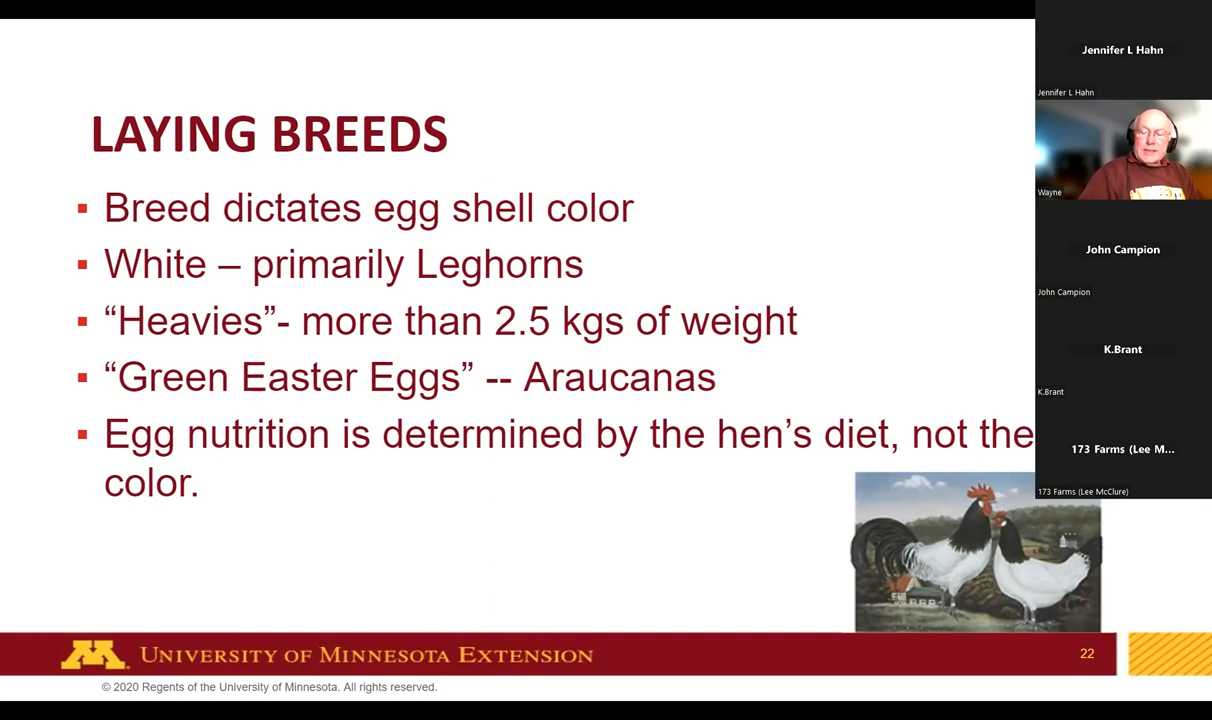 LAYING BREEDS
▪ Breed dictates egg shell color
▪ White – primarily Leghorns
▪ “Heavies”- more than 2.5 kgs of weight
▪ “Green Easter Eggs” -- Araucanas
▪ Egg nutrition is determined by the hen’s diet, not the
color.
UNIVERSITY OF MINNESOTA EXTENSION
22
© 2020 Regents of the University of Minnesota. All rights reserved.
Jennifer L Hahn
Jennifer L Hahn
Wayne
John Campion
John Campion
K.Brant
K.Brant
173 Farms (Lee M...
173 Farms (Lee McClure)